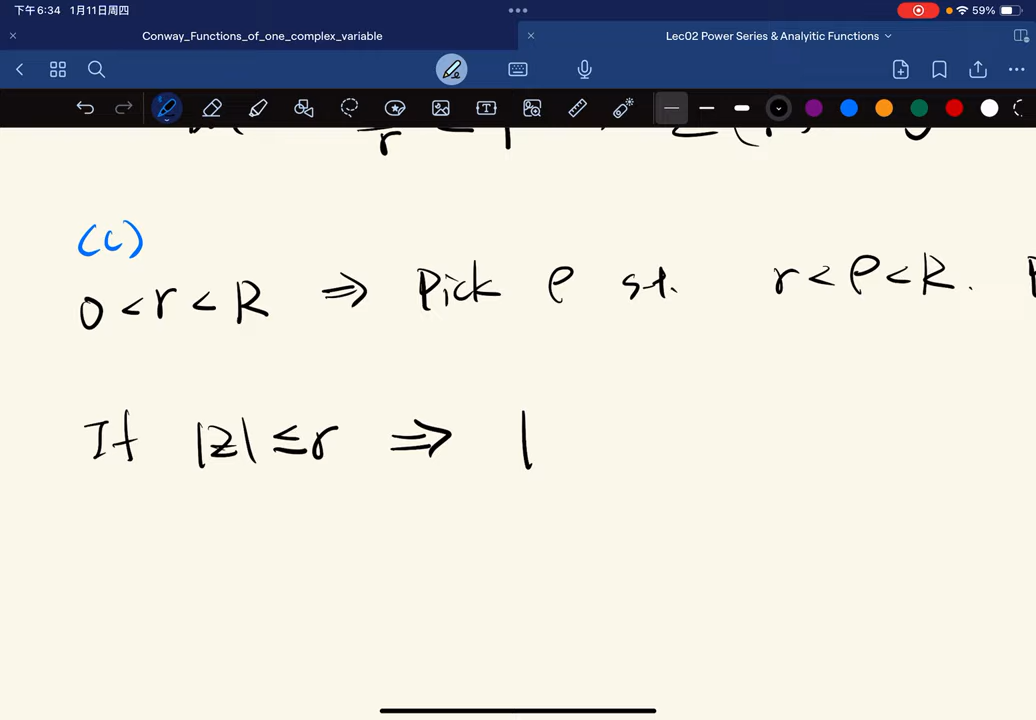 下午6:34 1月11日周四
59%
Conway_Functions_of_one_complex_variable
Lec02 Power Series & Analyitic Functions
(c)
0 < r < R ⇒ Pick ρ s.t. r < ρ < R.
If |z| ≤ r ⇒ |